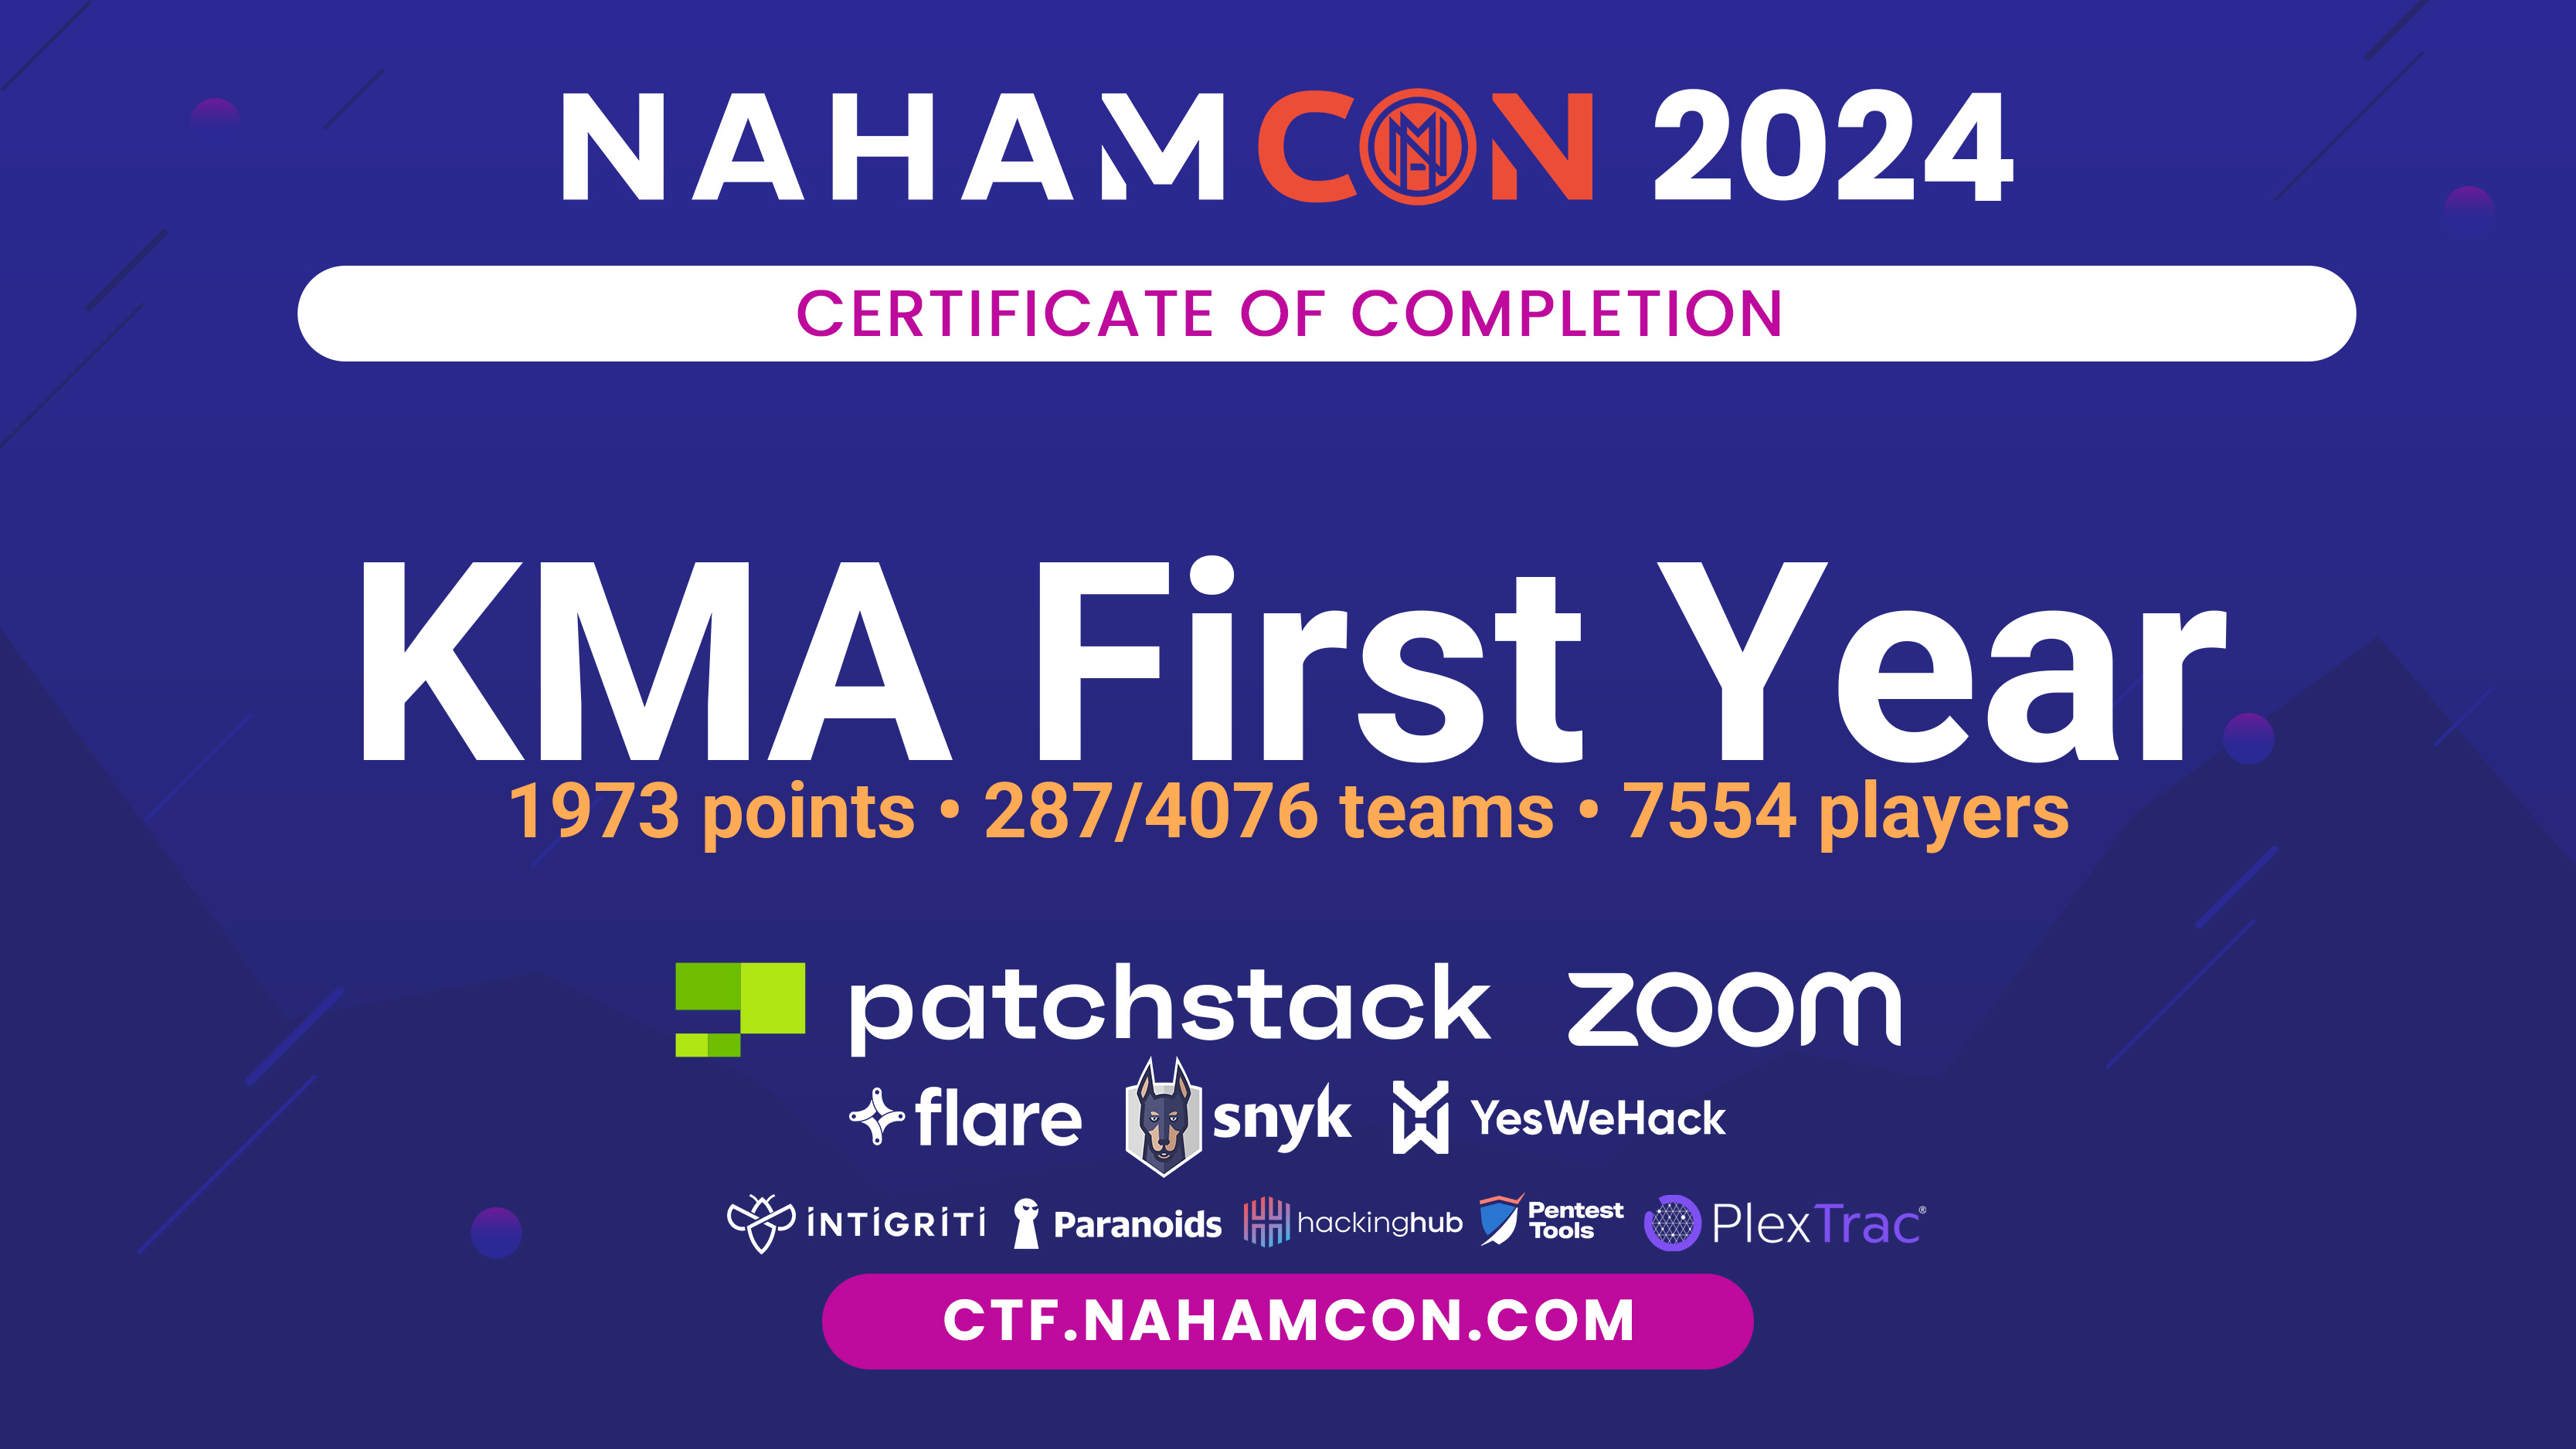 NAHAMCON 2024
CERTIFICATE OF COMPLETION
KMA First Year
1973 points • 287/4076 teams • 7554 players
patchstack zoom
flare snyk YesWeHack
INTIGRITI Paranoids hackinghub Pentest Tools PlexTrac®
CTF.NAHAMCON.COM